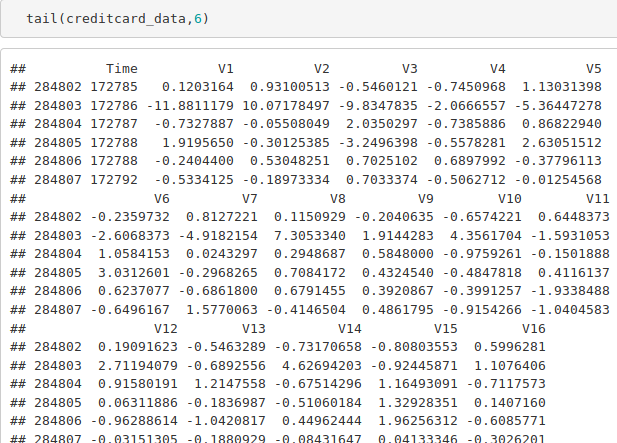 tail(creditcard_data,6)
##          Time          V1          V2         V3         V4          V5
## 284802 172785   0.1203164  0.93100513 -0.5460121 -0.7450968  1.13031398
## 284803 172786 -11.8811179 10.07178497 -9.8347835 -2.0666557 -5.36447278
## 284804 172787  -0.7327887 -0.05508049  2.0350297 -0.7385886  0.86822940
## 284805 172788   1.9195650 -0.30125385 -3.2496398 -0.5578281  2.63051512
## 284806 172788  -0.2404400  0.53048251  0.7025102  0.6897992 -0.37796113
## 284807 172792  -0.5334125 -0.18973334  0.7033374 -0.5062712 -0.01254568
##                V6         V7         V8         V9        V10        V11
## 284802 -0.2359732  0.8127221  0.1150929 -0.2040635 -0.6574221  0.6448373
## 284803 -2.6068373 -4.9182154  7.3053340  1.9144283  4.3561704 -1.5931053
## 284804  1.0584153  0.0243297  0.2948687  0.5848000 -0.9759261 -0.1501888
## 284805  3.0312601 -0.2968265  0.7084172  0.4324540 -0.4847818  0.4116137
## 284806  0.6237077 -0.6861800  0.6791455  0.3920867 -0.3991257 -1.9338488
## 284807 -0.6496167  1.5770063 -0.4146504  0.4861795 -0.9154266 -1.0404583
##                V12        V13         V14         V15        V16
## 284802  0.19091623 -0.5463289 -0.73170658 -0.80803553  0.5996281
## 284803  2.71194079 -0.6892556  4.62694203 -0.92445871  1.1076406
## 284804  0.91580191  1.2147558 -0.67514296  1.16493091 -0.7117573
## 284805  0.06311886 -0.1836987 -0.51060184  1.32928351  0.1407160
## 284806 -0.96288614 -1.0420817  0.44962444  1.96256312 -0.6085771
## 284807 -0.03151305 -0.1880929 -0.08431647  0.04133346 -0.3026201